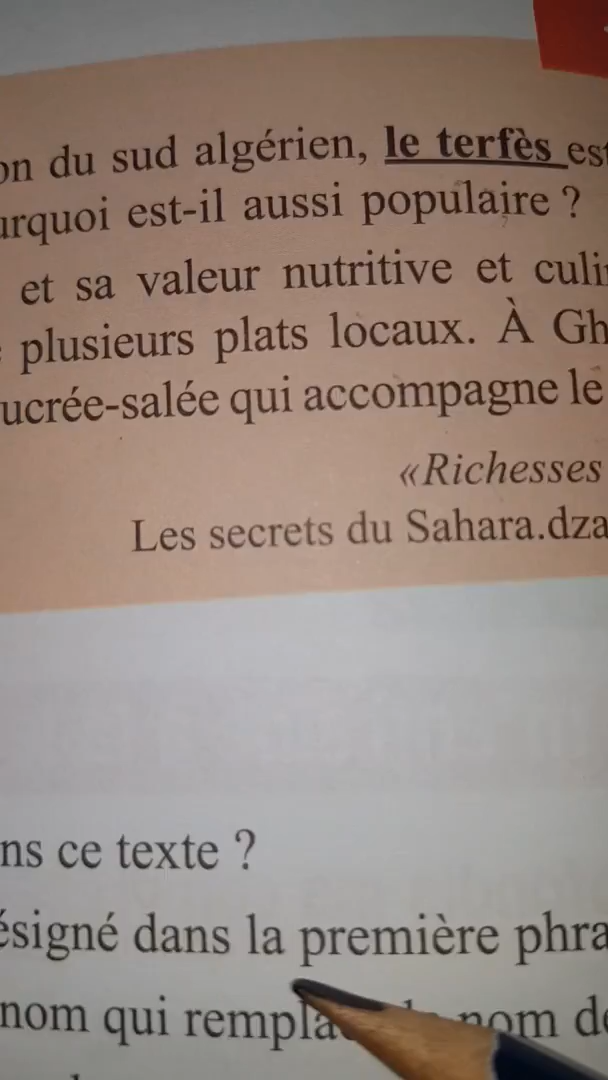 on du sud algérien, le terfès est
urquoi est-il aussi populaire ?
et sa valeur nutritive et culi
plusieurs plats locaux. À Gh
ucrée-salée qui accompagne le
«Richesses
Les secrets du Sahara.dza
ns ce texte ?
ésigné dans la première phra
nom qui rempla nom de